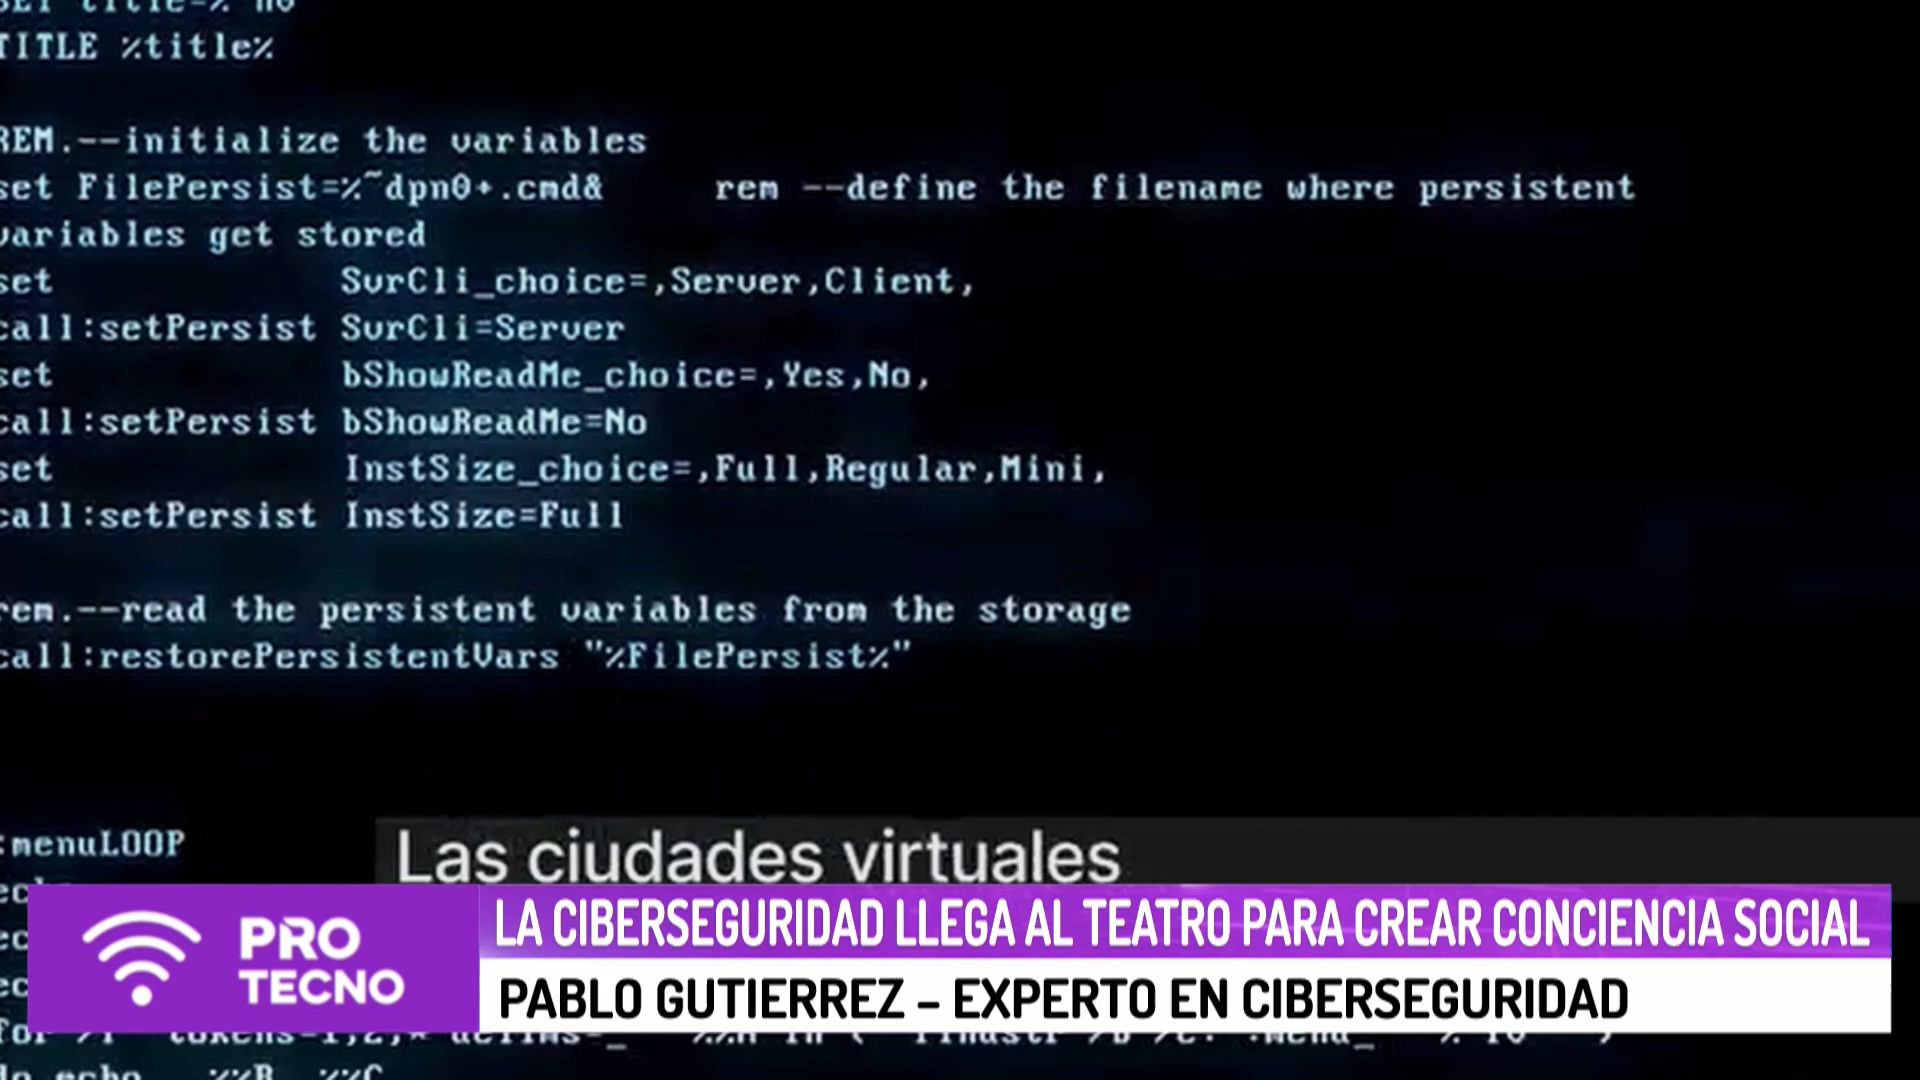 TITLE %title%
REM.--initialize the variables
set FilePersist=%~dpn0+.cmd& rem --define the filename where persistent
variables get stored
set SvrCli_choice=,Server,Client,
call:setPersist SvrCli=Server
set bShowReadMe_choice=,Yes,No,
call:setPersist bShowReadMe=No
set InstSize_choice=,Full,Regular,Mini,
call:setPersist InstSize=Full
rem.--read the persistent variables from the storage
call:restorePersistentVars "%FilePersist%"
:menuLOOP
Las ciudades virtuales
PRO
TECNO
LA CIBERSEGURIDAD LLEGA AL TEATRO PARA CREAR CONCIENCIA SOCIAL
PABLO GUTIERREZ – EXPERTO EN CIBERSEGURIDAD
do echo. %%B %%C